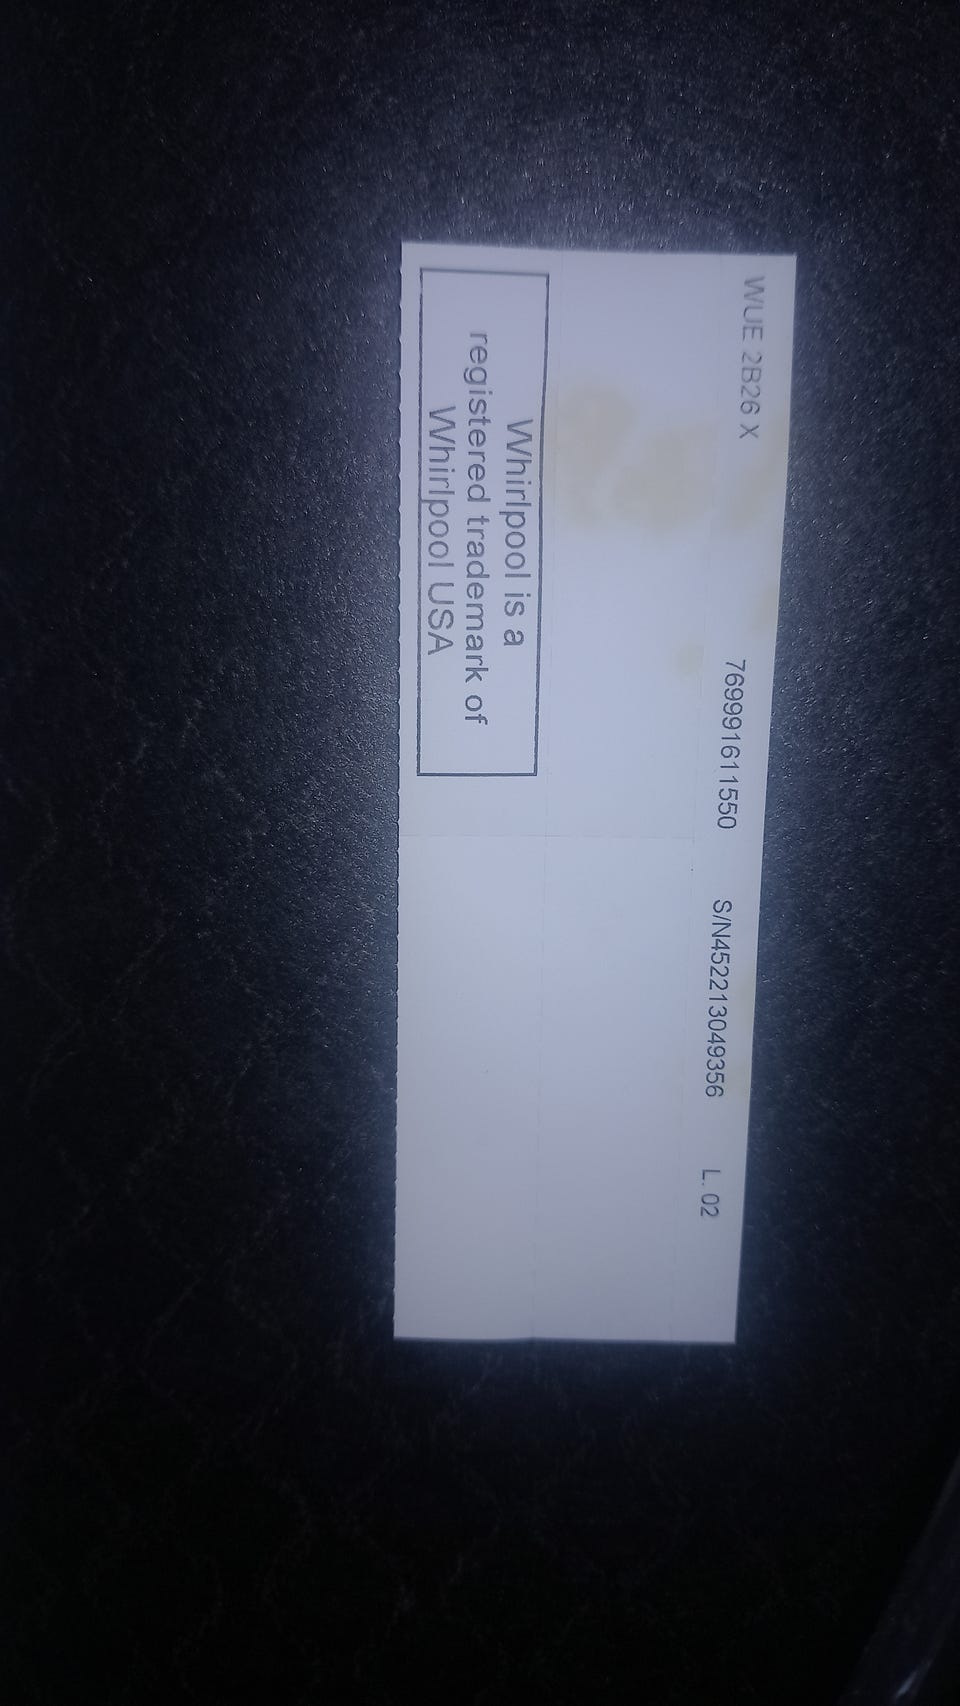 WUE 2B26 X 769991611550 S/N452213049356 L. 02
Whirlpool is a
registered trademark of
Whirlpool USA